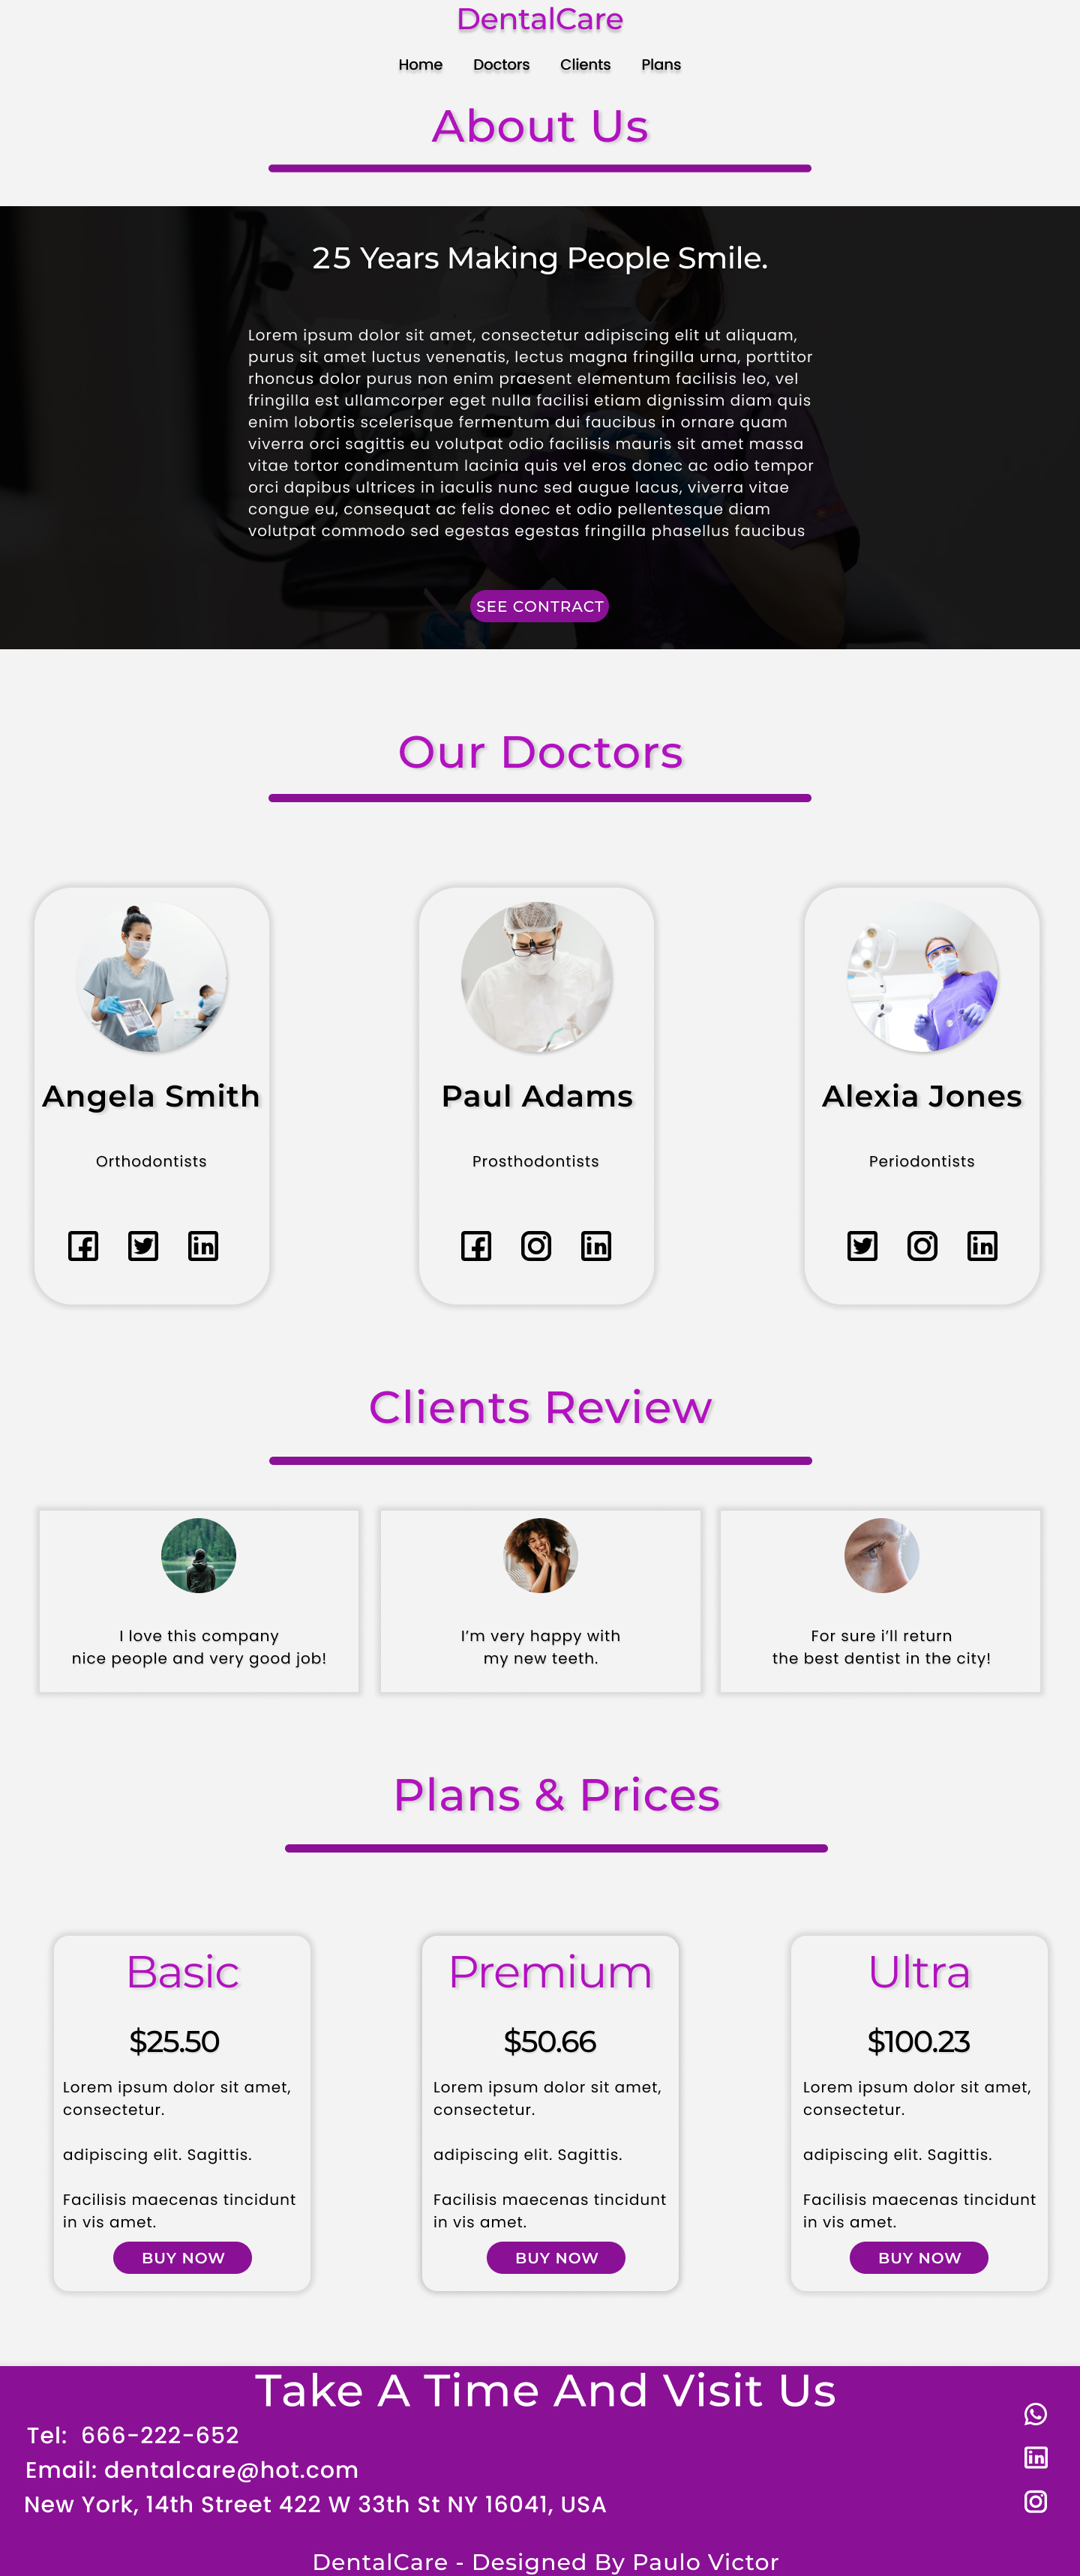 DentalCare
Home Doctors Clients Plans
About Us
25 Years Making People Smile.
Lorem ipsum dolor sit amet, consectetur adipiscing elit ut aliquam,
purus sit amet luctus venenatis, lectus magna fringilla urna, porttitor
rhoncus dolor purus non enim praesent elementum facilisis leo, vel
fringilla est ullamcorper eget nulla facilisi etiam dignissim diam quis
enim lobortis scelerisque fermentum dui faucibus in ornare quam
viverra orci sagittis eu volutpat odio facilisis mauris sit amet massa
vitae tortor condimentum lacinia quis vel eros donec ac odio tempor
orci dapibus ultrices in iaculis nunc sed augue lacus, viverra vitae
congue eu, consequat ac felis donec et odio pellentesque diam
volutpat commodo sed egestas egestas fringilla phasellus faucibus
SEE CONTRACT
Our Doctors
Angela Smith
Orthodontists
Paul Adams
Prosthodontists
Alexia Jones
Periodontists
Clients Review
I love this company
nice people and very good job!
I'm very happy with
my new teeth.
For sure i'll return
the best dentist in the city!
Plans & Prices
Basic
$25.50
Lorem ipsum dolor sit amet,
consectetur.
adipiscing elit. Sagittis.
Facilisis maecenas tincidunt
in vis amet.
BUY NOW
Premium
$50.66
Lorem ipsum dolor sit amet,
consectetur.
adipiscing elit. Sagittis.
Facilisis maecenas tincidunt
in vis amet.
BUY NOW
Ultra
$100.23
Lorem ipsum dolor sit amet,
consectetur.
adipiscing elit. Sagittis.
Facilisis maecenas tincidunt
in vis amet.
BUY NOW
Take A Time And Visit Us
Tel: 666-222-652
Email: dentalcare@hot.com
New York, 14th Street 422 W 33th St NY 16041, USA
DentalCare - Designed By Paulo Victor